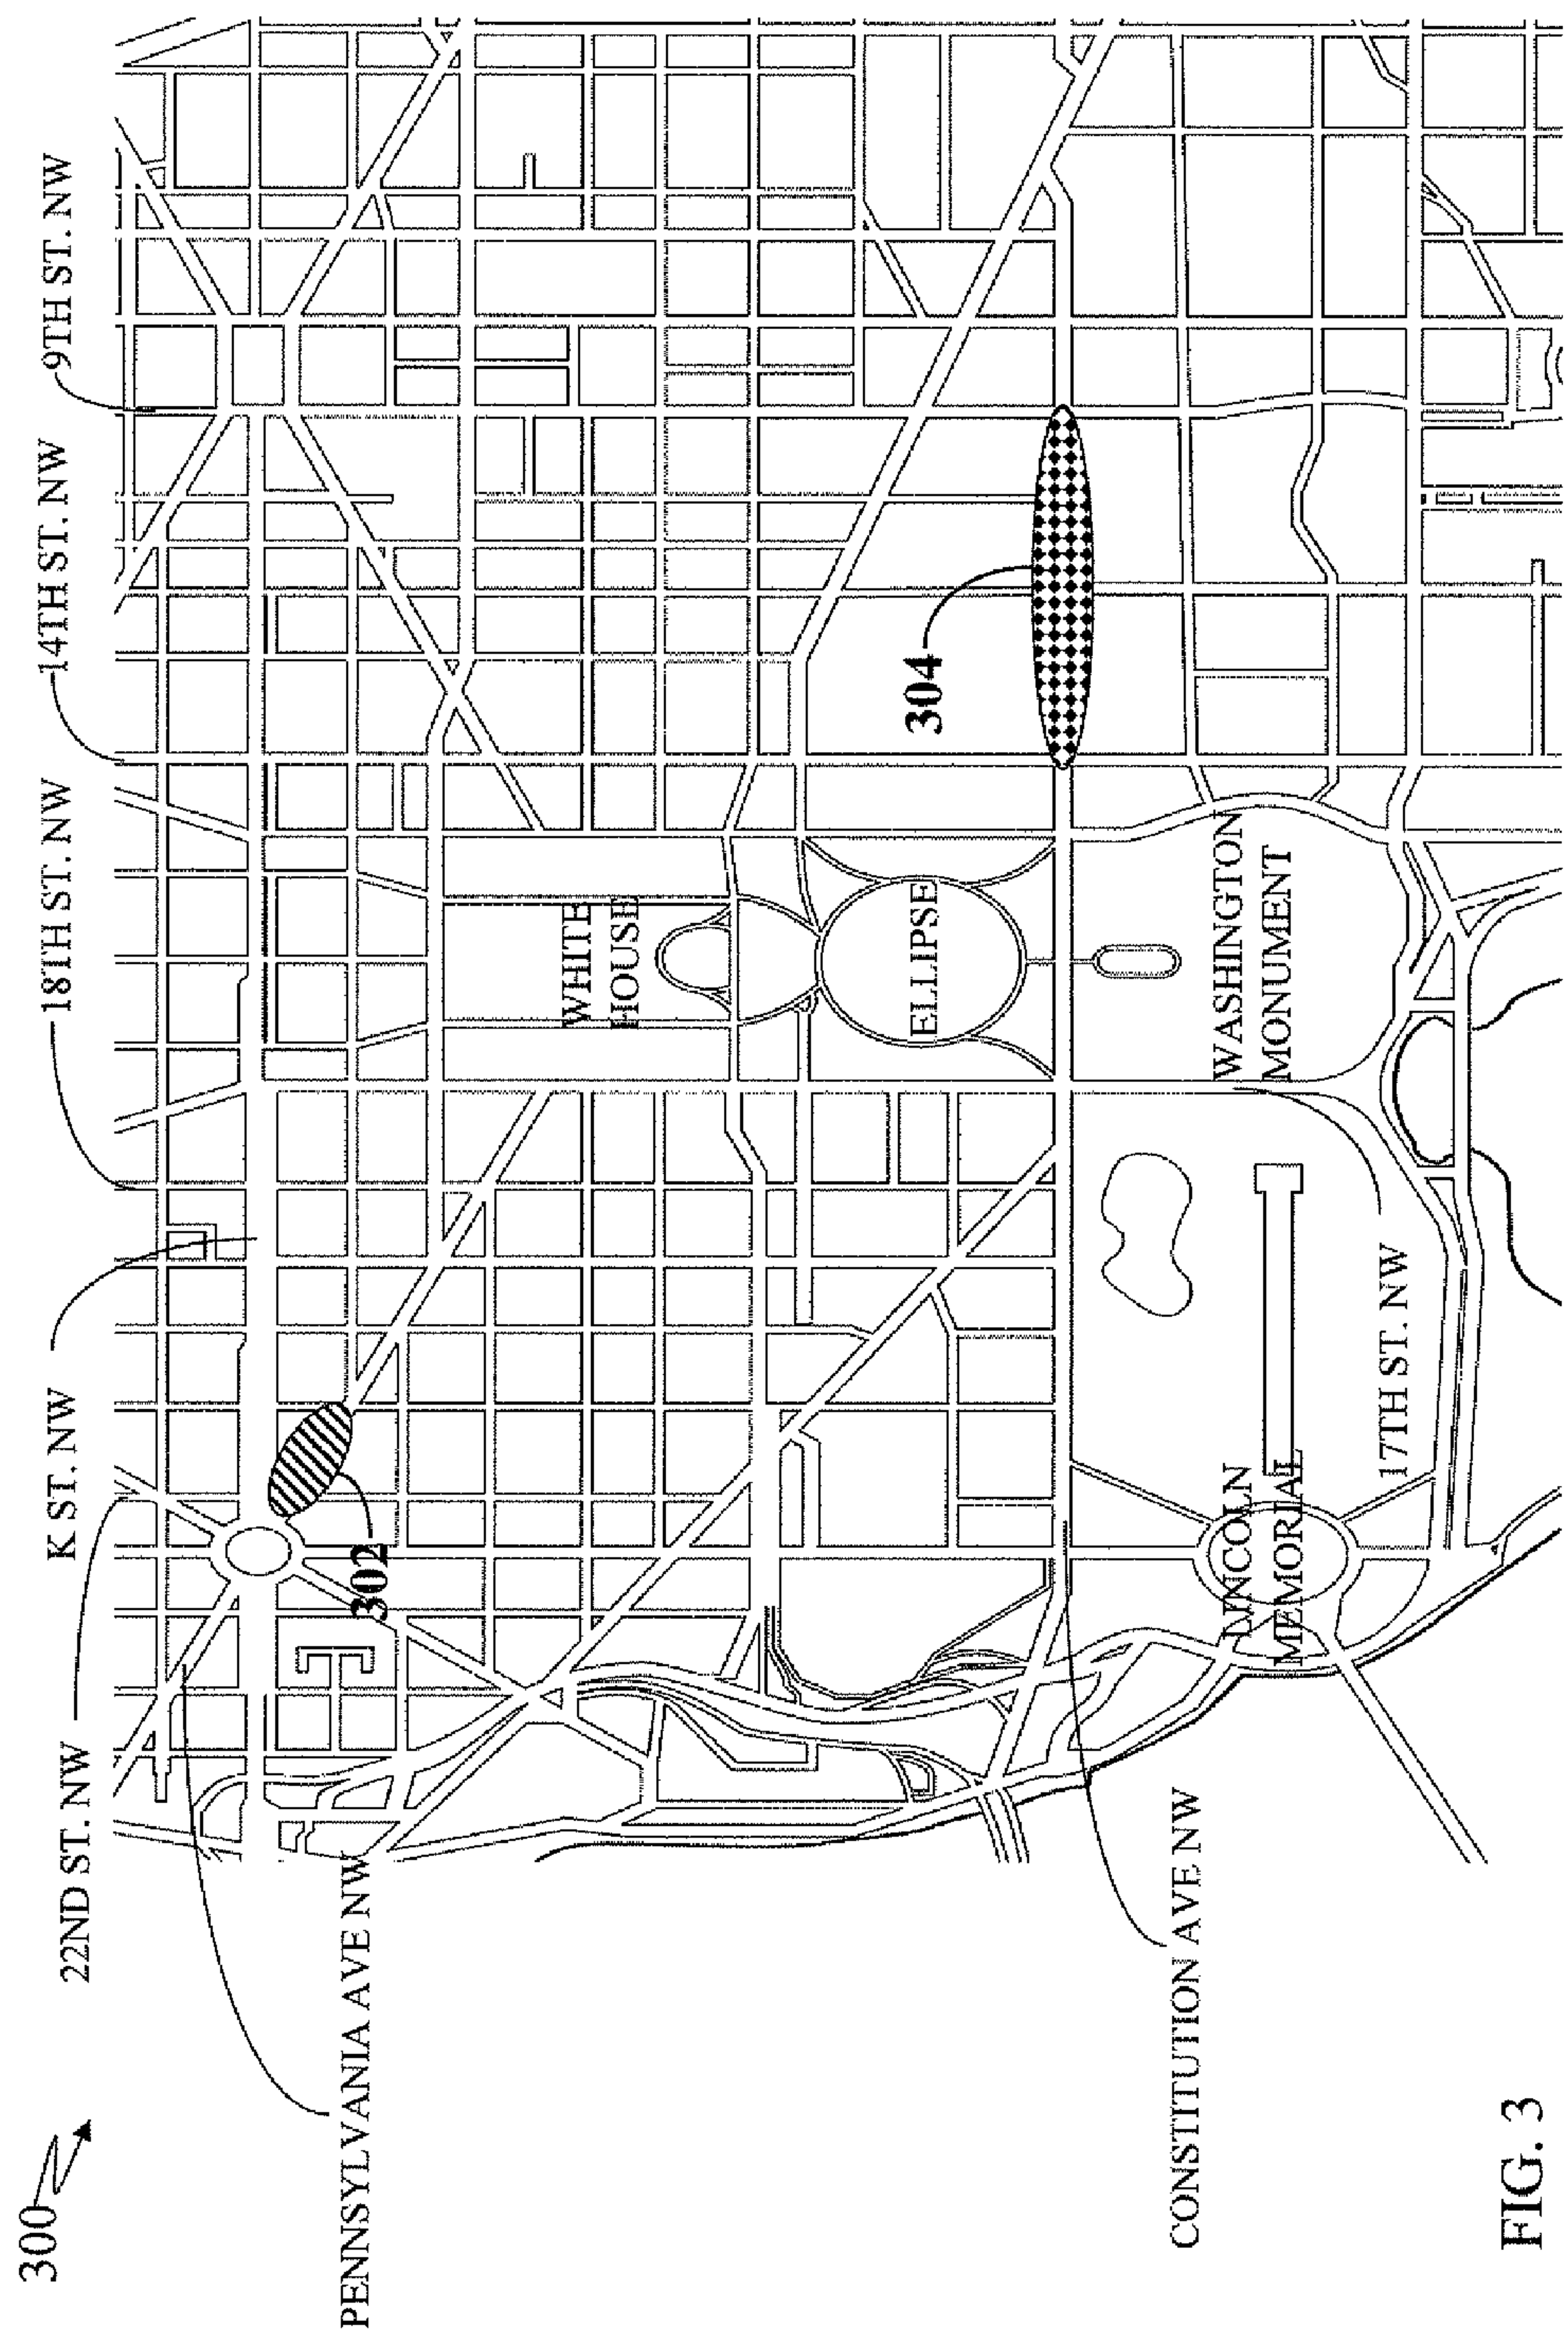 300
22ND ST. NW
K ST. NW
18TH ST. NW
14TH ST. NW
9TH ST. NW
PENNSYLVANIA AVE NW
302
WHITE
HOUSE
304
ELLIPSE
CONSTITUTION AVE NW
LINCOLN
MEMORIAL
WASHINGTON
MONUMENT
17TH ST. NW
FIG. 3